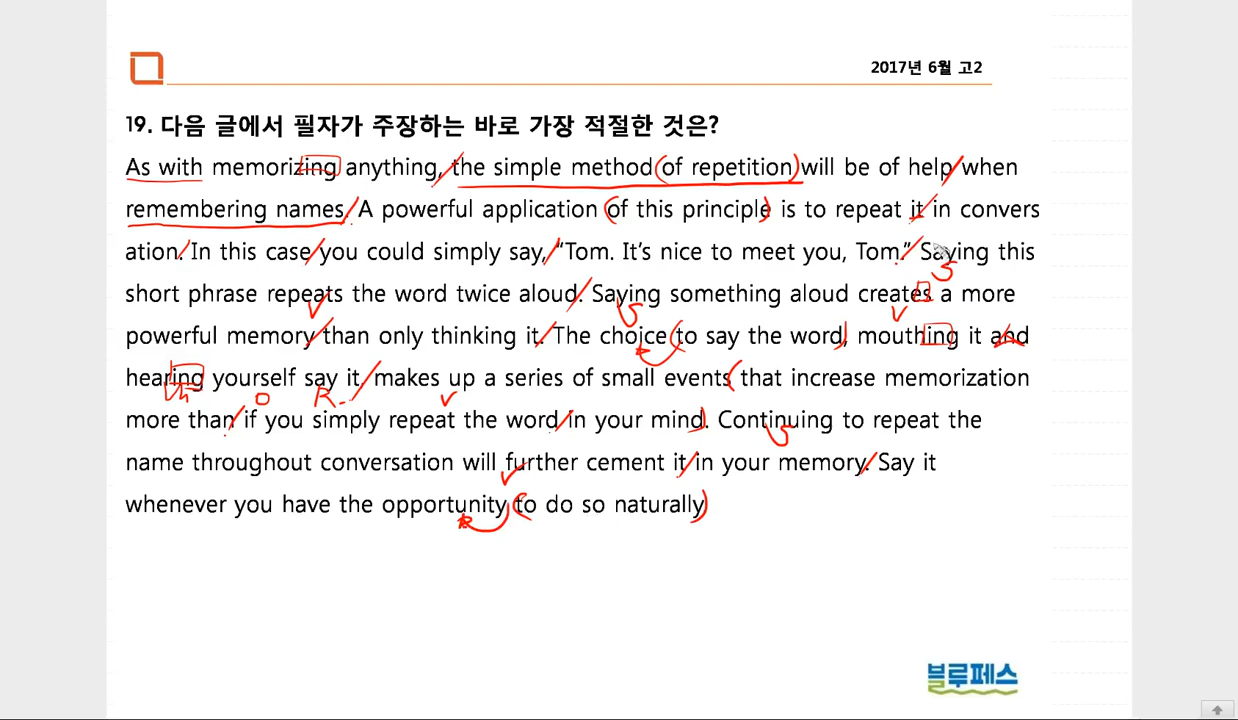 2017년 6월 고2
19. 다음 글에서 필자가 주장하는 바로 가장 적절한 것은?
As with memorizing anything, the simple method of repetition will be of help when
remembering names. A powerful application of this principle is to repeat it in convers
ation. In this case you could simply say, “Tom. It’s nice to meet you, Tom.” Saying this
short phrase repeats the word twice aloud. Saying something aloud creates a more
powerful memory than only thinking it. The choice to say the word, mouthing it and
hearing yourself say it, makes up a series of small events that increase memorization
more than if you simply repeat the word in your mind. Continuing to repeat the
name throughout conversation will further cement it in your memory. Say it
whenever you have the opportunity to do so naturally
블루페스